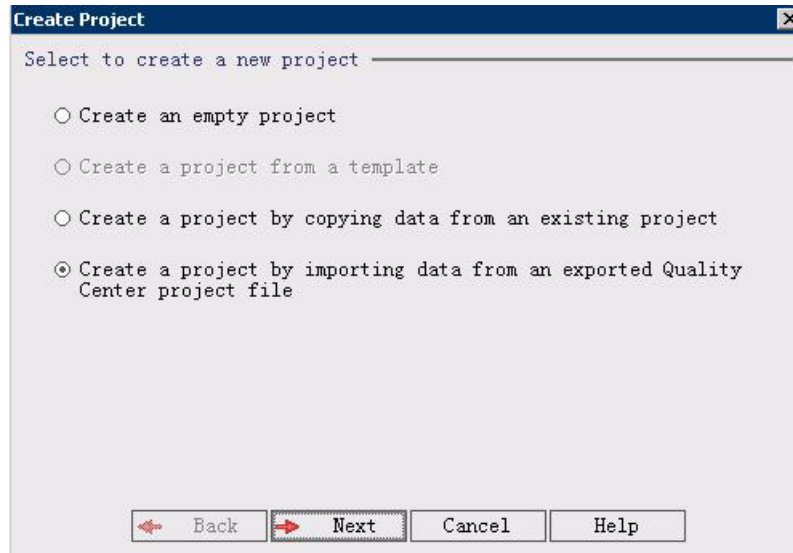 Create Project
Select to create a new project
Create an empty project
Create a project from a template
Create a project by copying data from an existing project
Create a project by importing data from an exported Quality
Center project file
Back
Next
Cancel
Help